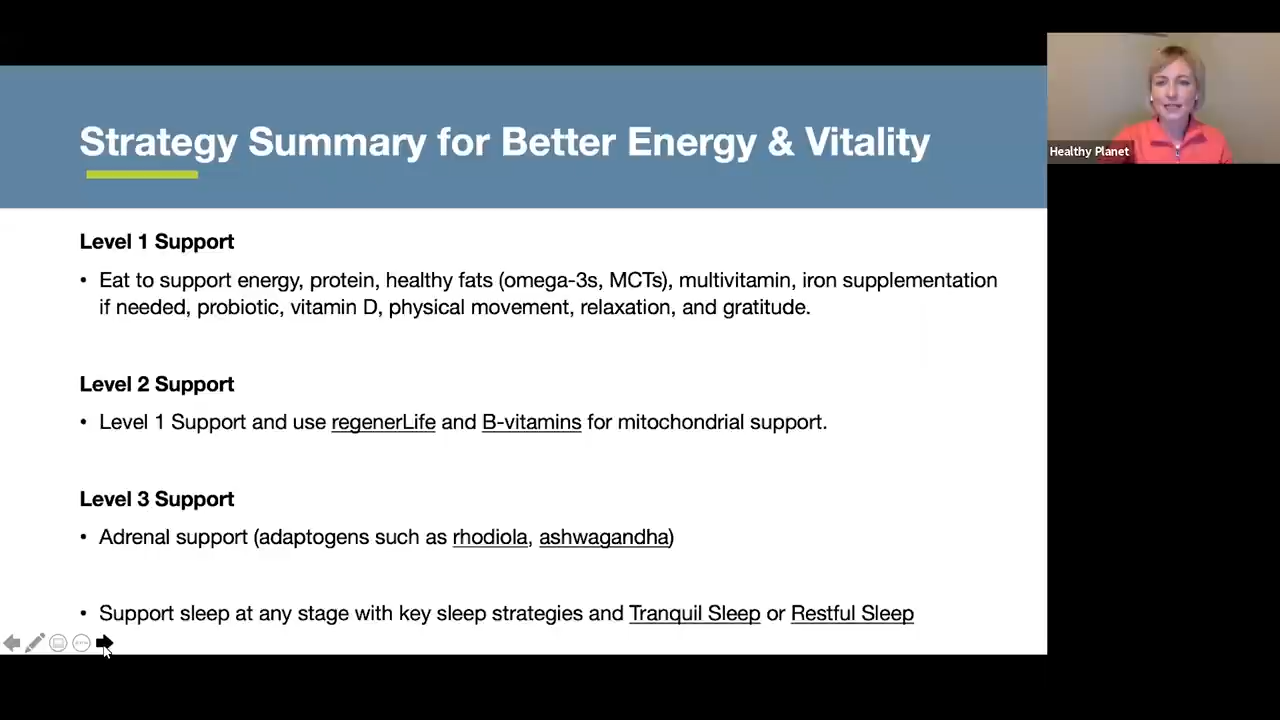 Strategy Summary for Better Energy & Vitality
Healthy Planet
Level 1 Support
• Eat to support energy, protein, healthy fats (omega-3s, MCTs), multivitamin, iron supplementation
if needed, probiotic, vitamin D, physical movement, relaxation, and gratitude.
Level 2 Support
• Level 1 Support and use regenerLife and B-vitamins for mitochondrial support.
Level 3 Support
• Adrenal support (adaptogens such as rhodiola, ashwagandha)
• Support sleep at any stage with key sleep strategies and Tranquil Sleep or Restful Sleep